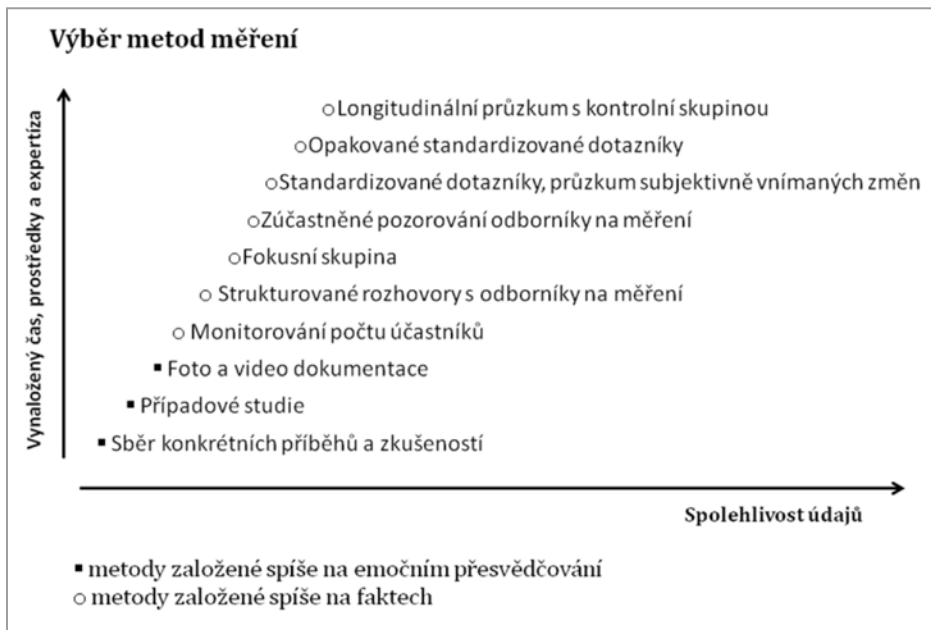 Výběr metod měření
Vynaložený čas, prostředky a expertíza
Longitudinální průzkum s kontrolní skupinou
Opakované standardizované dotazníky
Standardizované dotazníky, průzkum subjektivně vnímaných změn
Zúčastněné pozorování odborníky na měření
Fokusní skupina
Strukturované rozhovory s odborníky na měření
Monitorování počtu účastníků
Foto a video dokumentace
Případové studie
Sběr konkrétních příběhů a zkušeností
Spolehlivost údajů
metody založené spíše na emočním přesvědčování
metody založené spíše na faktech